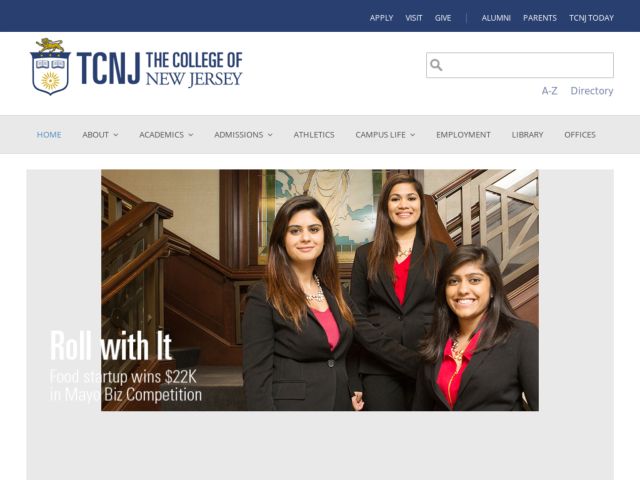 APPLY VISIT GIVE ALUMNI PARENTS TCNJ TODAY
TCNJ THE COLLEGE OF
NEW JERSEY
A-Z Directory
HOME ABOUT ACADEMICS ADMISSIONS ATHLETICS CAMPUS LIFE EMPLOYMENT LIBRARY OFFICES
Roll with It
Food startup wins $22K
in Mayo Biz Competition